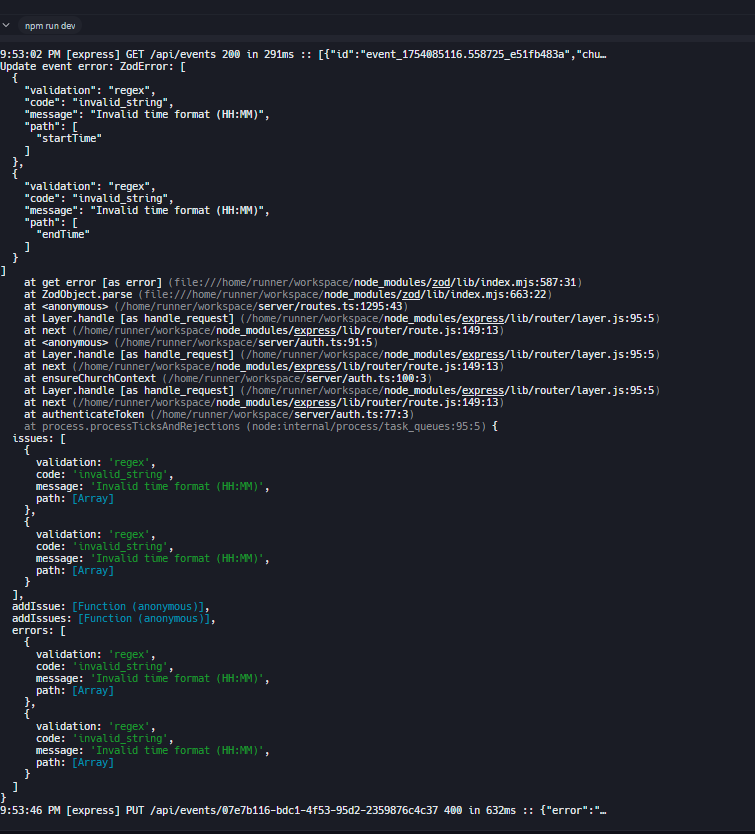 npm run dev
9:53:02 PM [express] GET /api/events 200 in 291ms :: [{"id":"event_1754085116.558725_e51fb483a","chu…
Update event error: ZodError: [
  {
    "validation": "regex",
    "code": "invalid_string",
    "message": "Invalid time format (HH:MM)",
    "path": [
      "startTime"
    ]
  },
  {
    "validation": "regex",
    "code": "invalid_string",
    "message": "Invalid time format (HH:MM)",
    "path": [
      "endTime"
    ]
  }
]
    at get error [as error] (file:///home/runner/workspace/node_modules/zod/lib/index.mjs:587:31)
    at ZodObject.parse (file:///home/runner/workspace/node_modules/zod/lib/index.mjs:663:22)
    at <anonymous> (/home/runner/workspace/server/routes.ts:1295:43)
    at Layer.handle [as handle_request] (/home/runner/workspace/node_modules/express/lib/router/layer.js:95:5)
    at next (/home/runner/workspace/node_modules/express/lib/router/route.js:149:13)
    at <anonymous> (/home/runner/workspace/server/auth.ts:91:5)
    at Layer.handle [as handle_request] (/home/runner/workspace/node_modules/express/lib/router/layer.js:95:5)
    at next (/home/runner/workspace/node_modules/express/lib/router/route.js:149:13)
    at ensureChurchContext (/home/runner/workspace/server/auth.ts:100:3)
    at Layer.handle [as handle_request] (/home/runner/workspace/node_modules/express/lib/router/layer.js:95:5)
    at next (/home/runner/workspace/node_modules/express/lib/router/route.js:149:13)
    at authenticateToken (/home/runner/workspace/server/auth.ts:77:3)
    at process.processTicksAndRejections (node:internal/process/task_queues:95:5) {
  issues: [
    {
      validation: 'regex',
      code: 'invalid_string',
      message: 'Invalid time format (HH:MM)',
      path: [Array]
    },
    {
      validation: 'regex',
      code: 'invalid_string',
      message: 'Invalid time format (HH:MM)',
      path: [Array]
    }
  ],
  addIssue: [Function (anonymous)],
  addIssues: [Function (anonymous)],
  errors: [
    {
      validation: 'regex',
      code: 'invalid_string',
      message: 'Invalid time format (HH:MM)',
      path: [Array]
    },
    {
      validation: 'regex',
      code: 'invalid_string',
      message: 'Invalid time format (HH:MM)',
      path: [Array]
    }
  ]
}
9:53:46 PM [express] PUT /api/events/07e7b116-bdc1-4f53-95d2-2359876c4c37 400 in 632ms :: {"error":"…